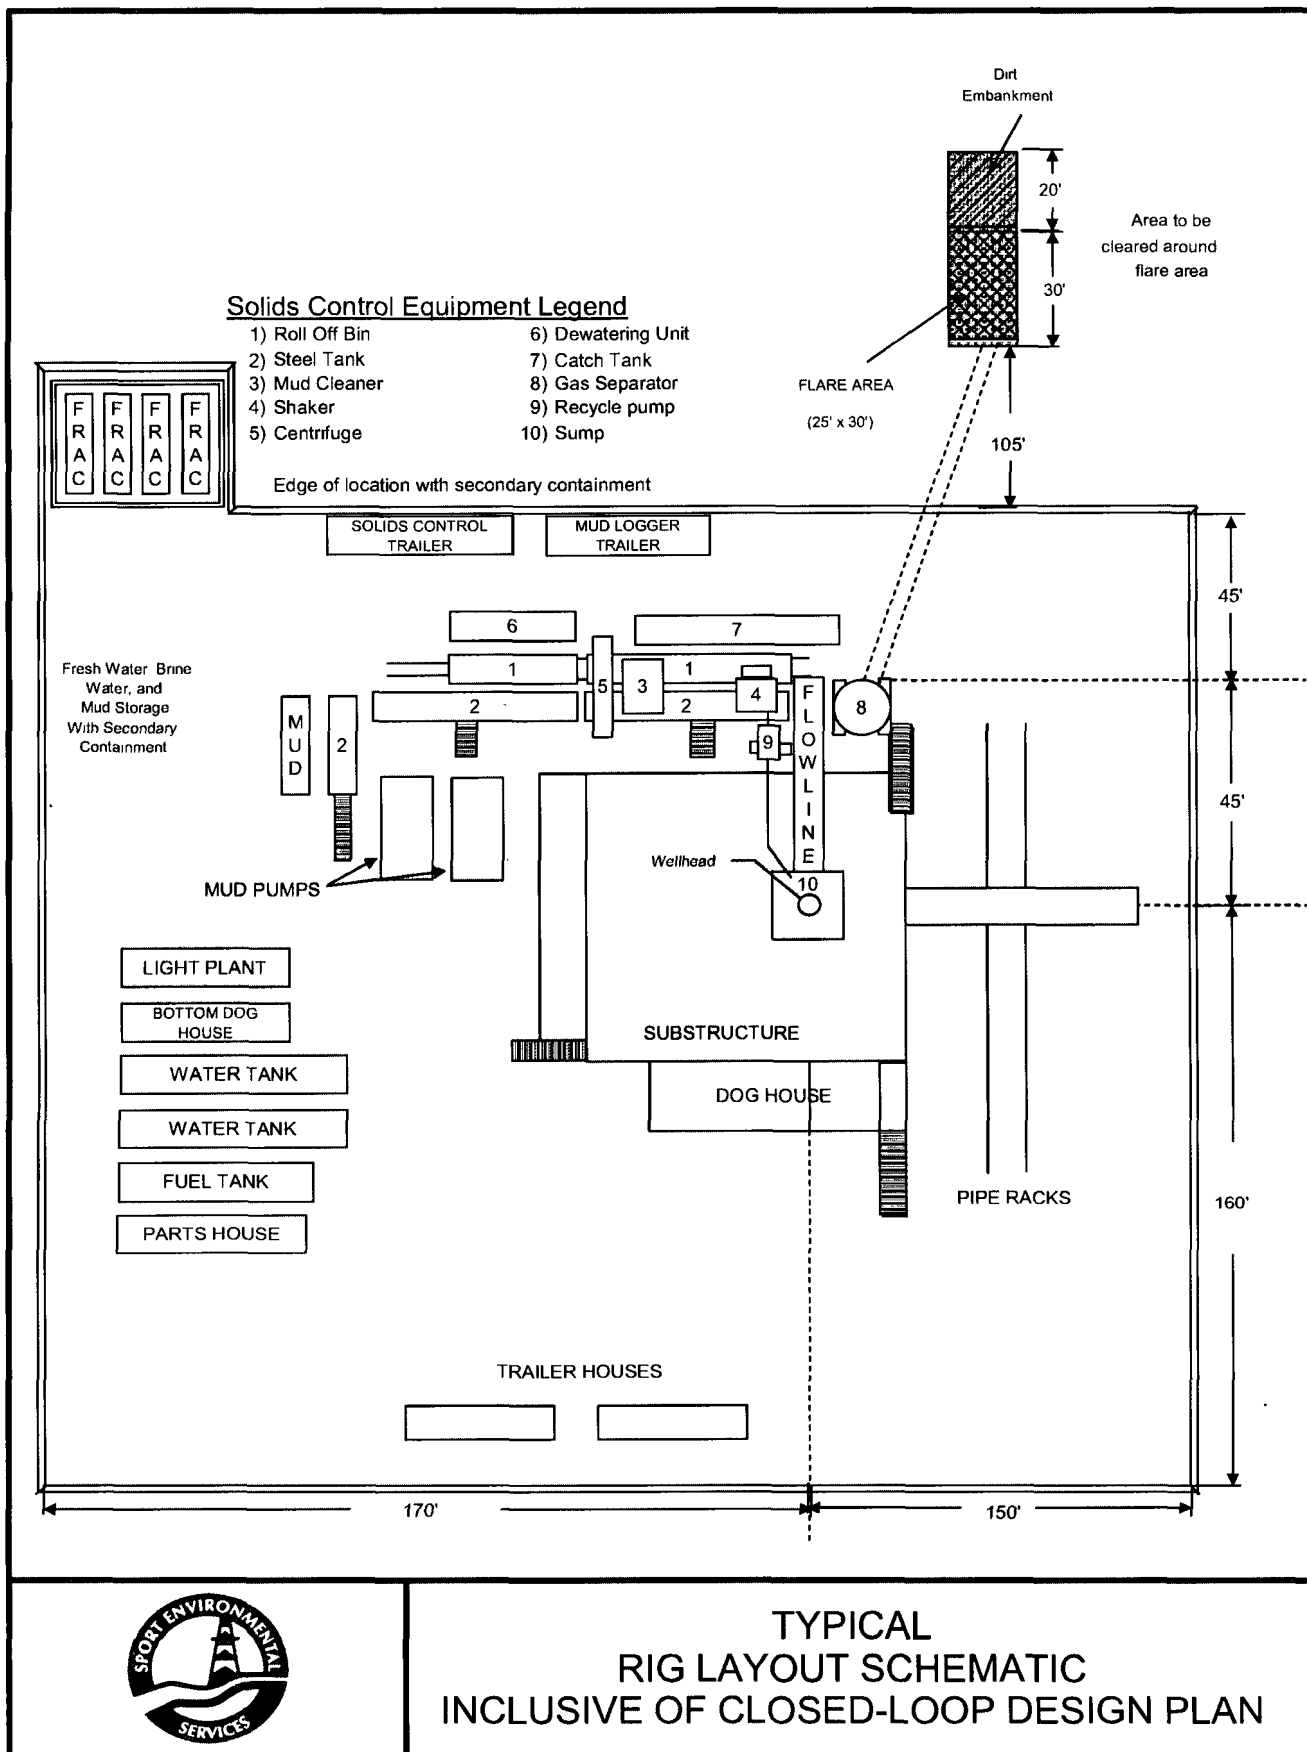 Dirt
Embankment
20'
Area to be
cleared around
flare area
30'
Solids Control Equipment Legend
1) Roll Off Bin
2) Steel Tank
3) Mud Cleaner
4) Shaker
5) Centrifuge
6) Dewatering Unit
7) Catch Tank
8) Gas Separator
9) Recycle pump
10) Sump
FLARE AREA
(25' x 30')
105'
FRAC
FRAC
FRAC
FRAC
Edge of location with secondary containment
SOLIDS CONTROL
TRAILER
MUD LOGGER
TRAILER
45'
6
7
Fresh Water Brine
Water, and
Mud Storage
With Secondary
Containment
1
5
3
1
4
2
2
8
MUD
2
9
FLOWLINE
45'
Wellhead
10
MUD PUMPS
LIGHT PLANT
BOTTOM DOG
HOUSE
SUBSTRUCTURE
WATER TANK
DOG HOUSE
WATER TANK
FUEL TANK
PIPE RACKS
160'
PARTS HOUSE
TRAILER HOUSES
170'
150'
SPORT ENVIRONMENTAL
SERVICES
TYPICAL
RIG LAYOUT SCHEMATIC
INCLUSIVE OF CLOSED-LOOP DESIGN PLAN